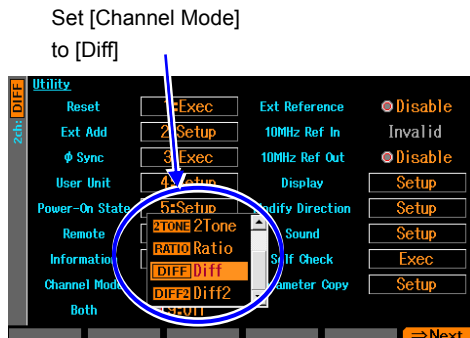 Set [Channel Mode]
to [Diff]
DIFF
2ch:
Utility
Reset 1:Exec Ext Reference Disable
Ext Add 2:Setup 10MHz Ref In Invalid
φ Sync 3:Exec 10MHz Ref Out Disable
User Unit Display Setup
Power-On State 5:Setup Modify Direction
Remote 2TONE 2Tone Sound Setup
Information RATIO Ratio Self Check Exec
Channel Mode DIFF Diff Parameter Copy Setup
DIFF2 Diff2
Both
⇒Next